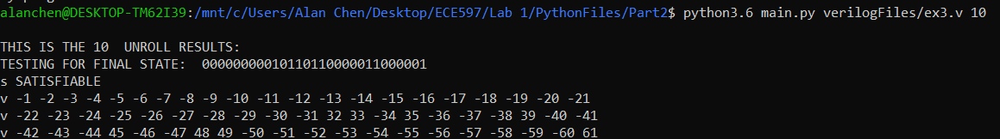 alanchen@DESKTOP-TM62I39:/mnt/c/Users/Alan Chen/Desktop/ECE597/Lab 1/PythonFiles/Part2$ python3.6 main.py verilogFiles/ex3.v 10
THIS IS THE 10  UNROLL RESULTS:
TESTING FOR FINAL STATE:  00000000010110110000011000001
s SATISFIABLE
v -1 -2 -3 -4 -5 -6 -7 -8 -9 -10 -11 -12 -13 -14 -15 -16 -17 -18 -19 -20 -21
v -22 -23 -24 -25 -26 -27 -28 -29 -30 -31 32 33 -34 35 -36 -37 -38 39 -40 -41
v -42 -43 -44 45 -46 -47 48 49 -50 -51 -52 -53 -54 -55 -56 -57 -58 -59 -60 61